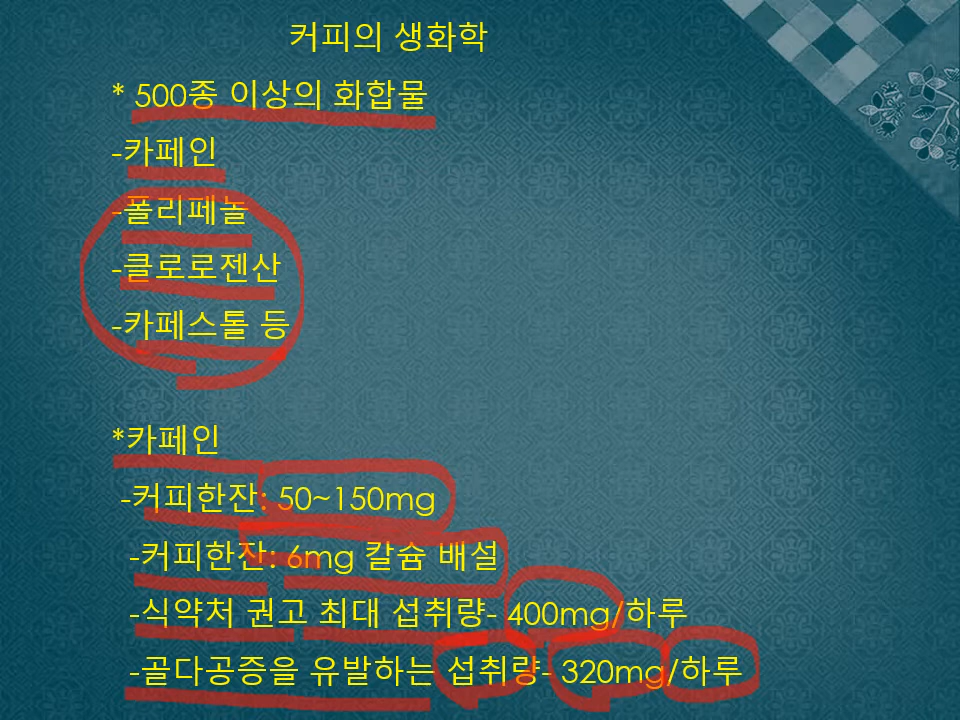 커피의 생화학
* 500종 이상의 화합물
-카페인
-폴리페놀
-클로로젠산
-카페스톨 등
*카페인
-커피한잔: 50~150mg
-커피한잔: 6mg 칼슘 배설
-식약처 권고 최대 섭취량- 400mg/하루
-골다공증을 유발하는 섭취량- 320mg/하루